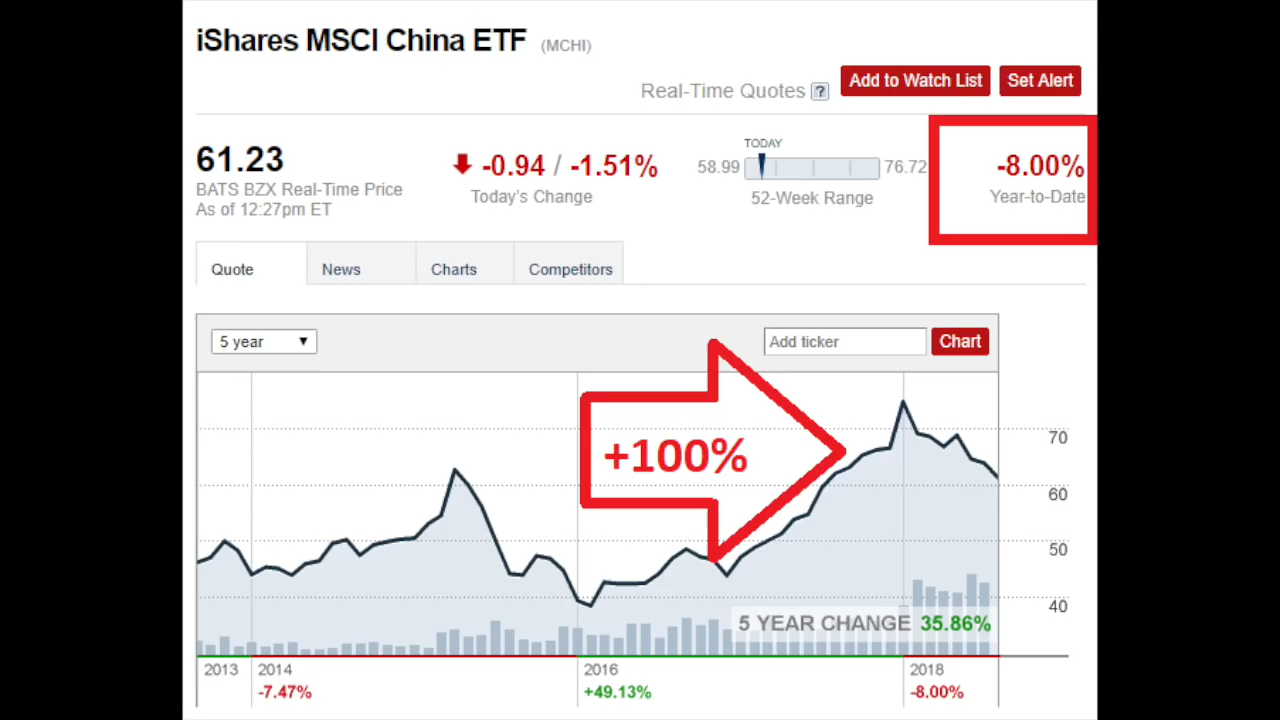 iShares MSCI China ETF (MCHI)
Real-Time Quotes ? Add to Watch List Set Alert
TODAY
61.23 -0.94 / -1.51% 58.99 76.72 -8.00%
BATS BZX Real-Time Price Today's Change 52-Week Range Year-to-Date
As of 12:27pm ET
Quote News Charts Competitors
5 year Add ticker Chart
70
+100%
60
50
40
5 YEAR CHANGE 35.86%
2013 2014 2016 2018
-7.47% +49.13% -8.00%